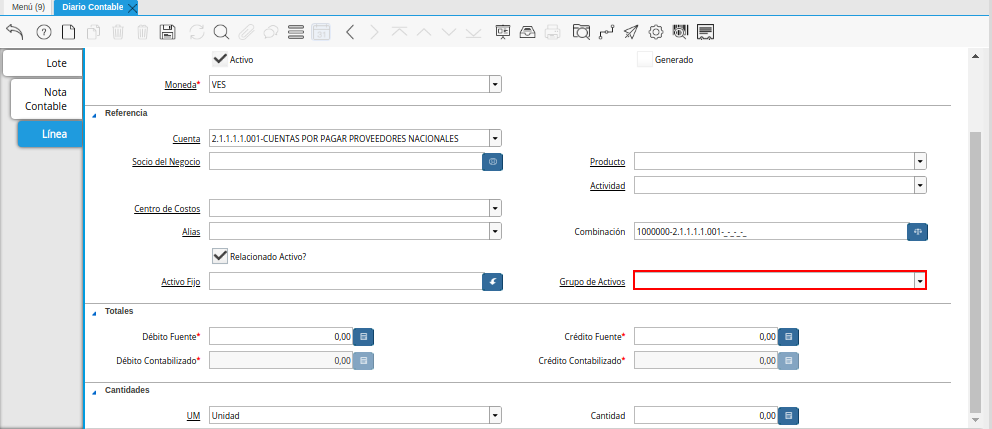 Menú (9) Diario Contable
Lote
Nota
Contable
Línea
Activo Generado
Moneda* VES
Referencia
Cuenta 2.1.1.1.1.001-CUENTAS POR PAGAR PROVEEDORES NACIONALES
Socio del Negocio Producto
Actividad
Centro de Costos
Alias Combinación 1000000-2.1.1.1.1.001-_-_-_-_
Relacionado Activo?
Activo Fijo Grupo de Activos
Totales
Débito Fuente* 0,00 Crédito Fuente* 0,00
Débito Contabilizado* 0,00 Crédito Contabilizado* 0,00
Cantidades
UM Unidad Cantidad 0,00